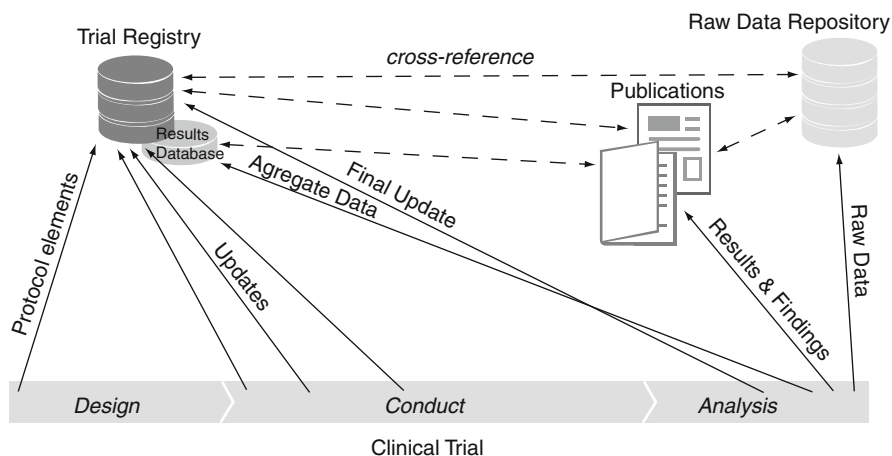 Trial Registry
Raw Data Repository
cross-reference
Publications
Results
Database
Agregate Data
Final Update
Protocol elements
Updates
Results & Findings
Raw Data
Design
Conduct
Analysis
Clinical Trial